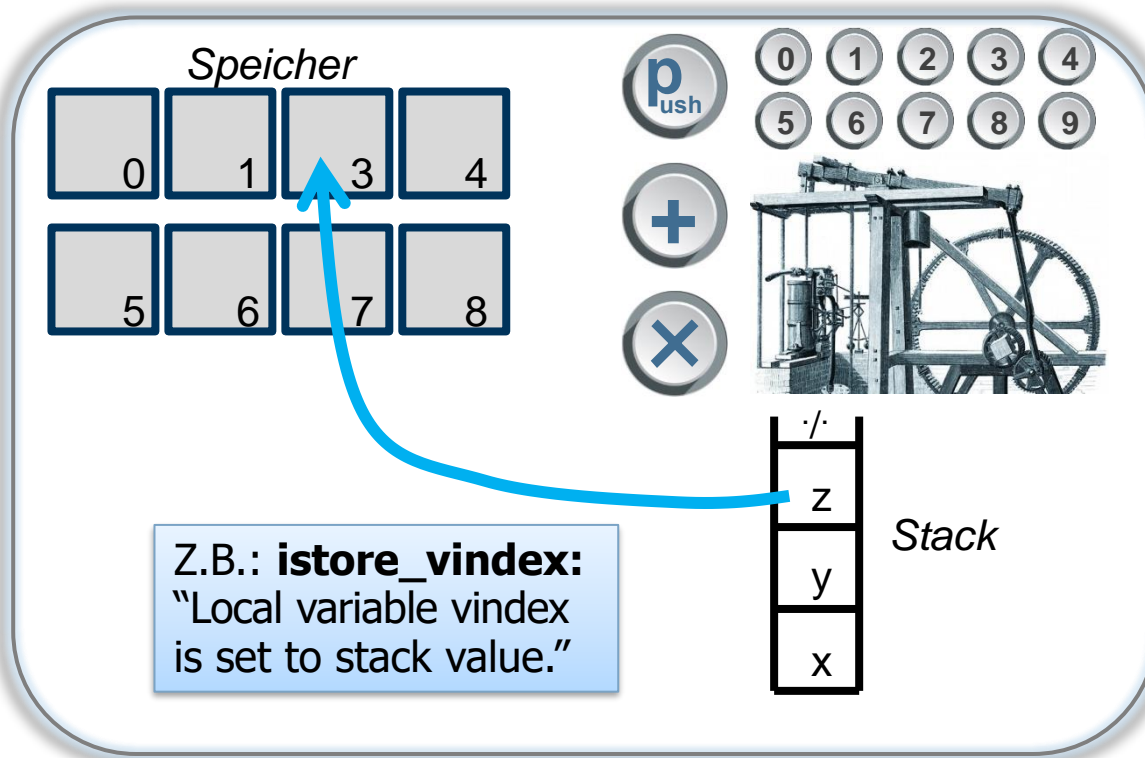 Speicher
0 1 3 4
5 6 7 8
push
0 1 2 3 4
5 6 7 8 9
+
×
·/·
z
y
x
Stack
Z.B.: istore_vindex:
“Local variable vindex
is set to stack value.”